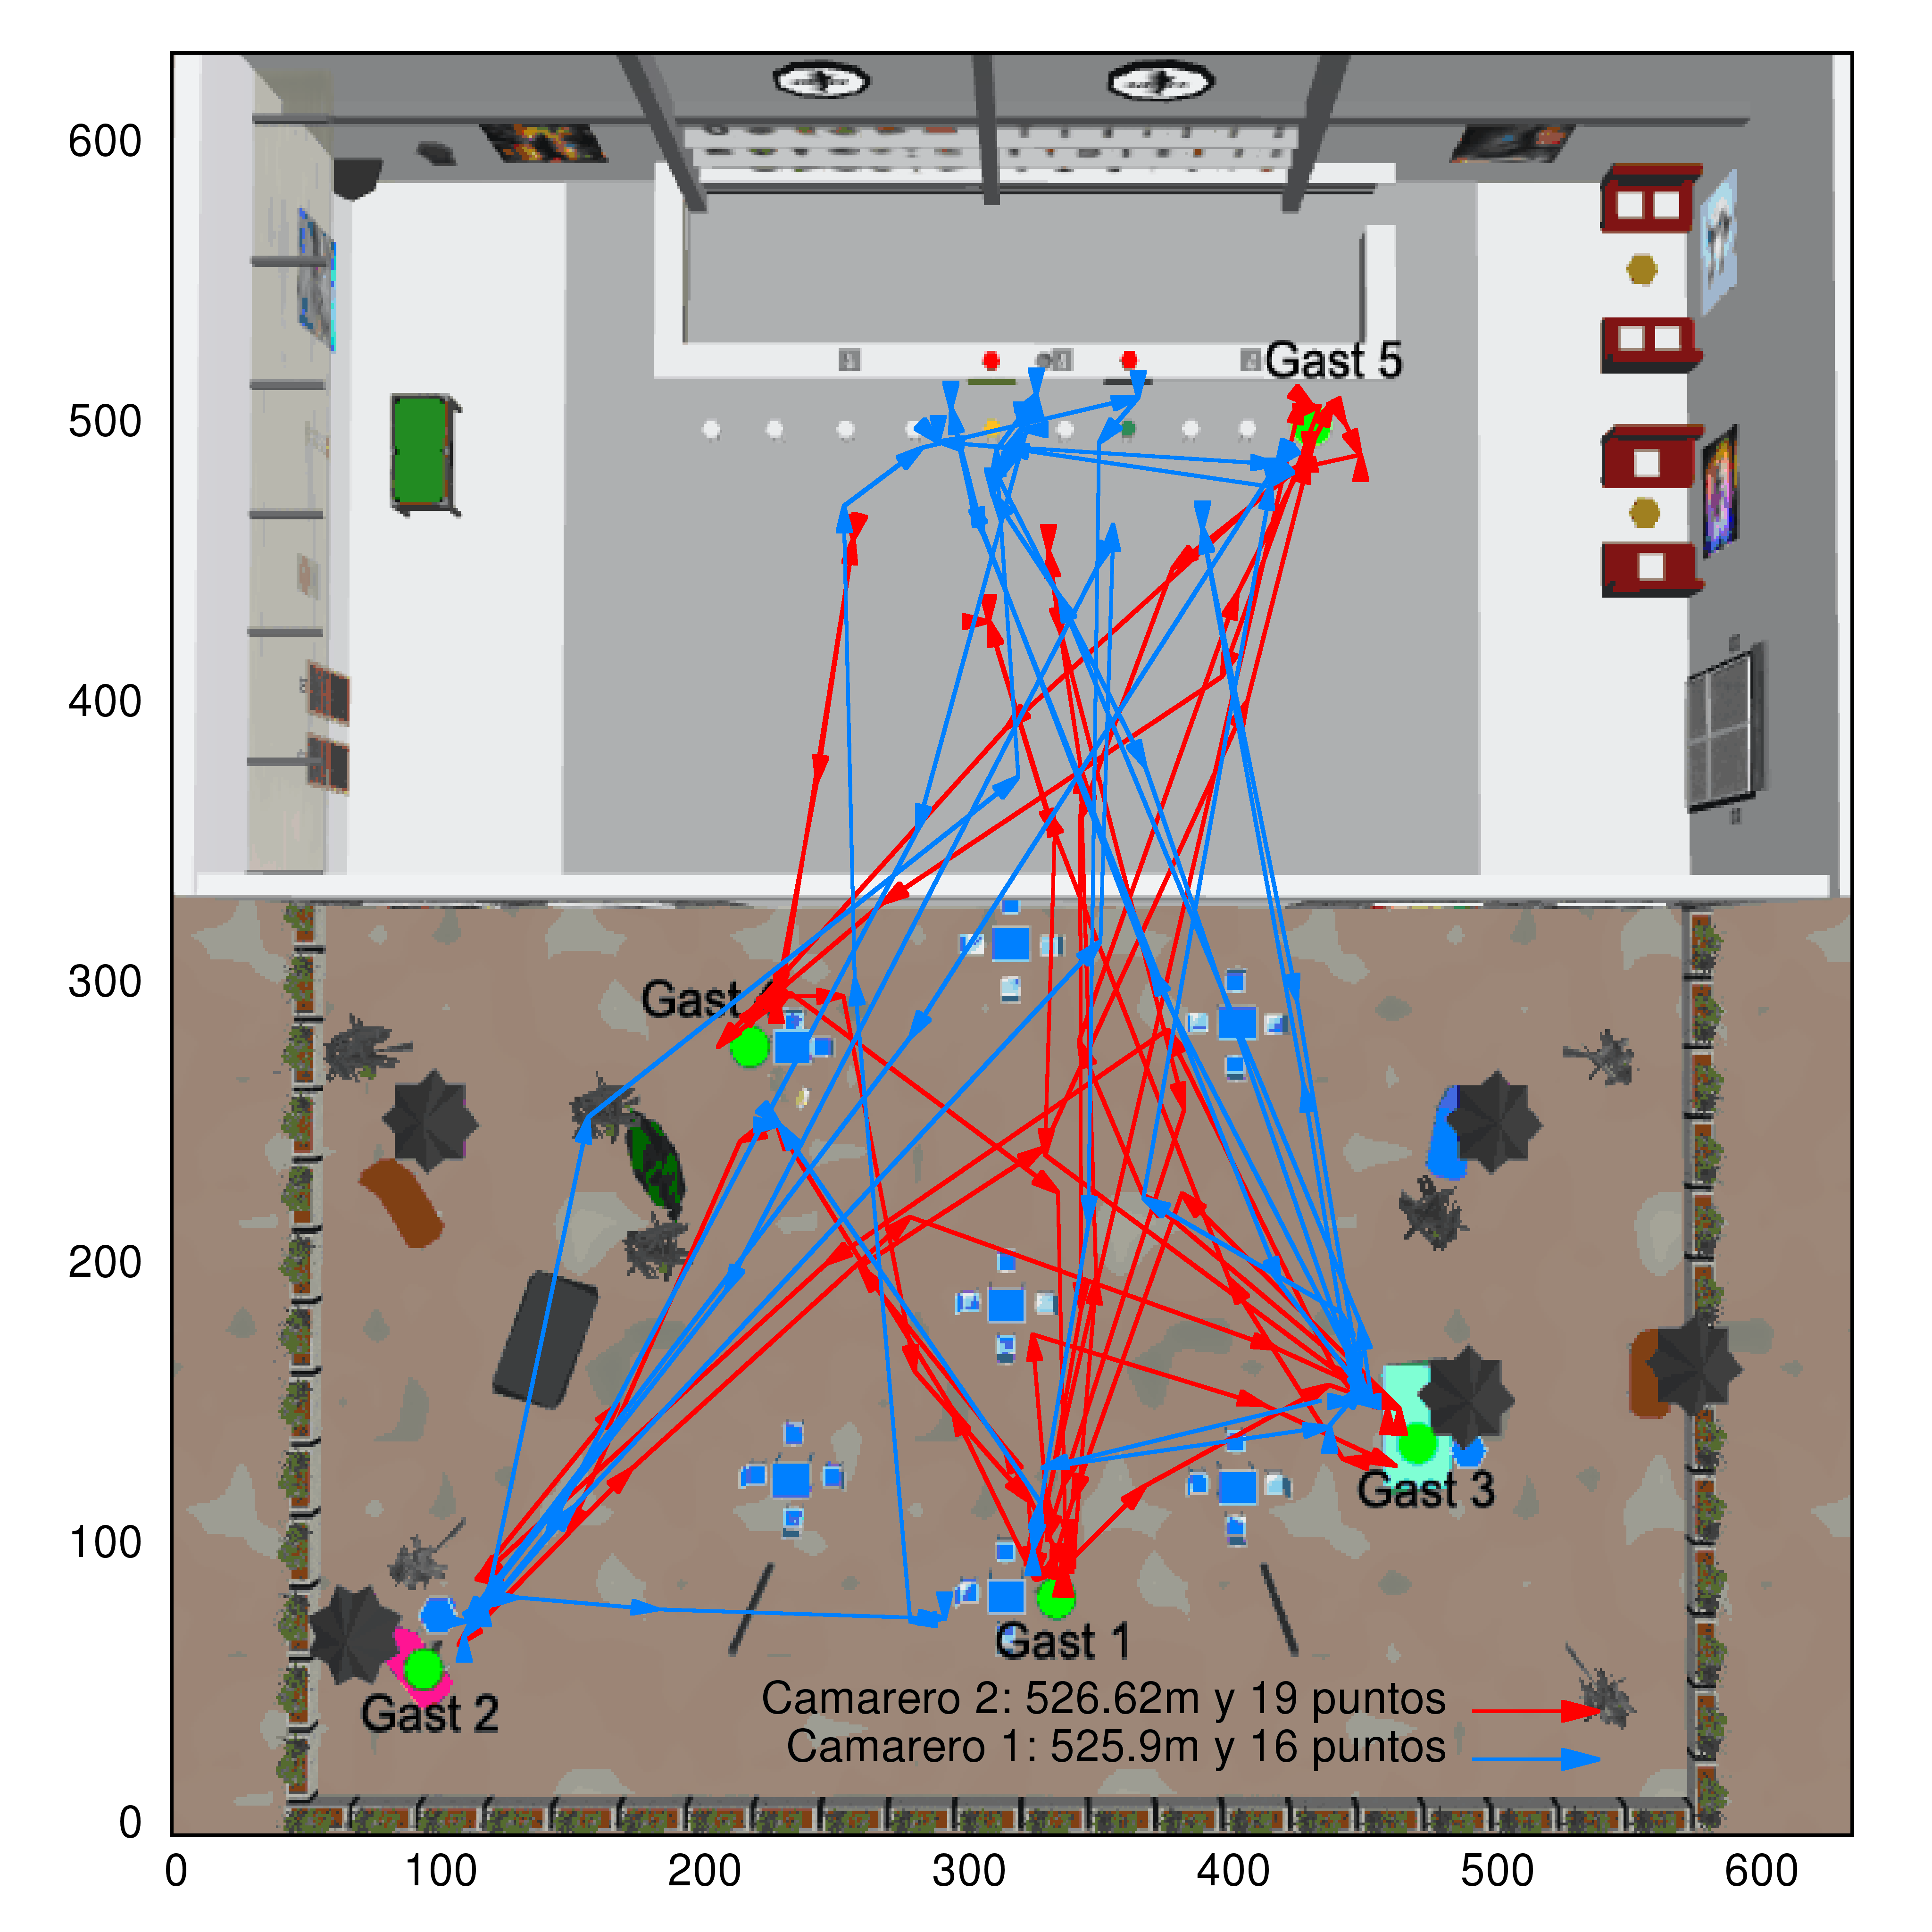 600
500
400
300
200
100
0
Gast 5
Gast 4
Gast 3
Gast 1
Gast 2
Camarero 2: 526.62m y 19 puntos
Camarero 1: 525.9m y 16 puntos
0 100 200 300 400 500 600